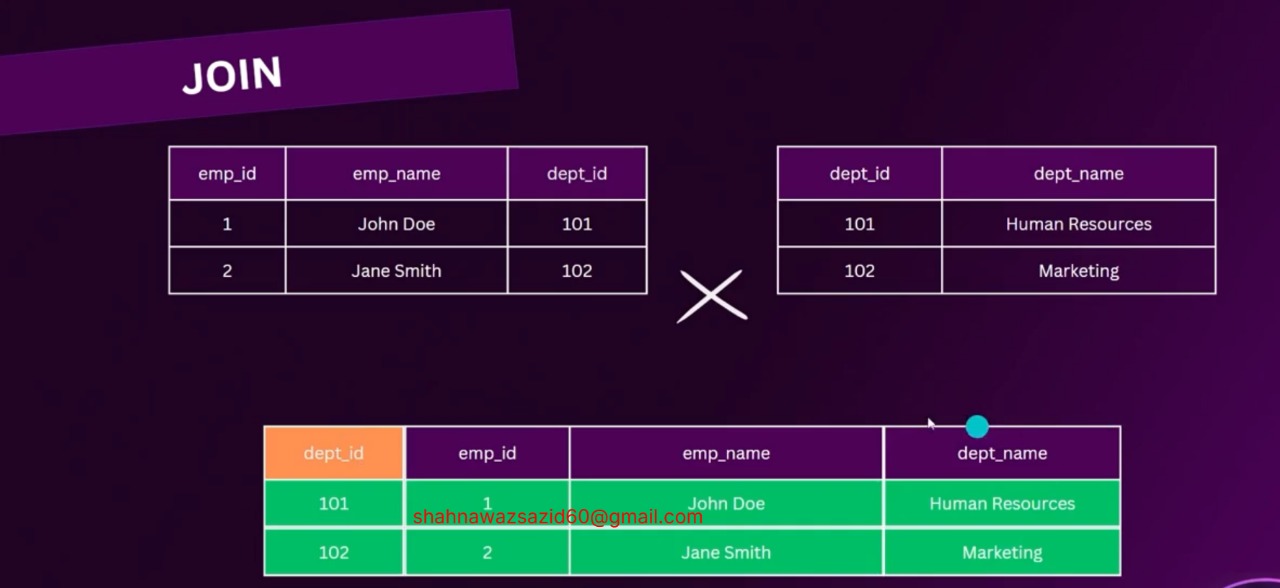 JOIN
emp_id emp_name dept_id
1 John Doe 101
2 Jane Smith 102
dept_id dept_name
101 Human Resources
102 Marketing
dept_id emp_id emp_name dept_name
101 1 John Doe Human Resources
shahnawazsazid60@gmail.com
102 2 Jane Smith Marketing